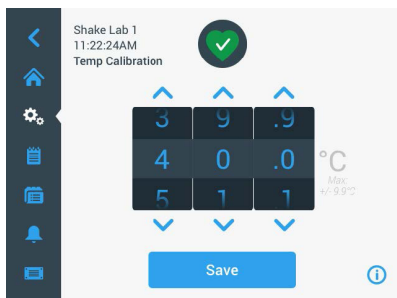 Shake Lab 1
11:22:24AM
Temp Calibration
3 9 .9
4 0 .0
5 1 .1
°C
Max:
+/- 9.9°C
Save